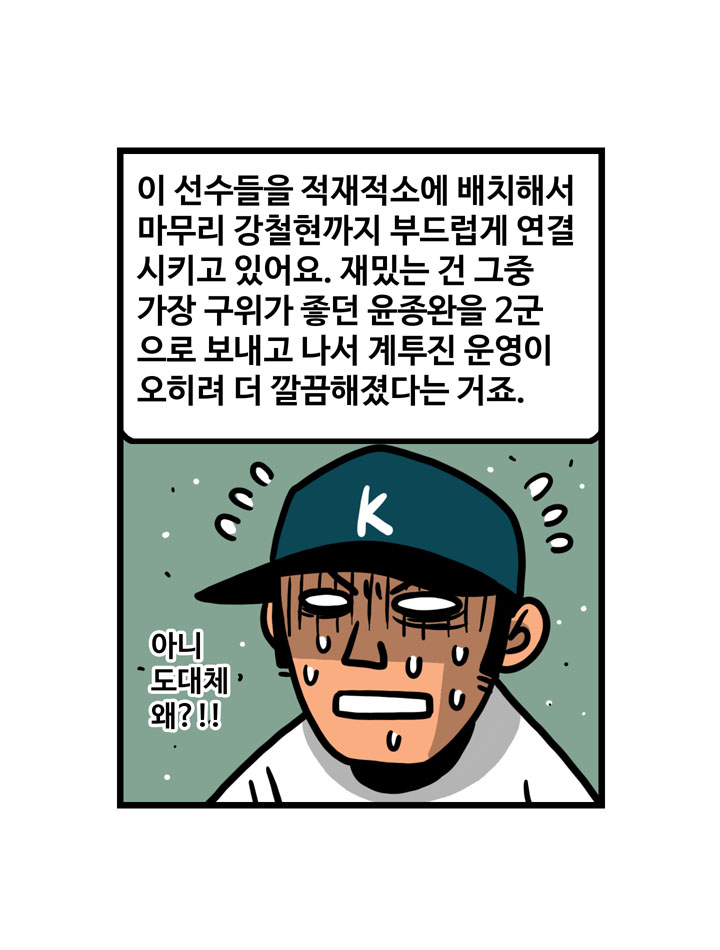 이 선수들을 적재적소에 배치해서
마무리 강철현까지 부드럽게 연결
시키고 있어요. 재밌는 건 그중
가장 구위가 좋던 윤종완을 2군
으로 보내고 나서 계투진 운영이
오히려 더 깔끔해졌다는 거죠.
K
아니
도대체
왜?!!